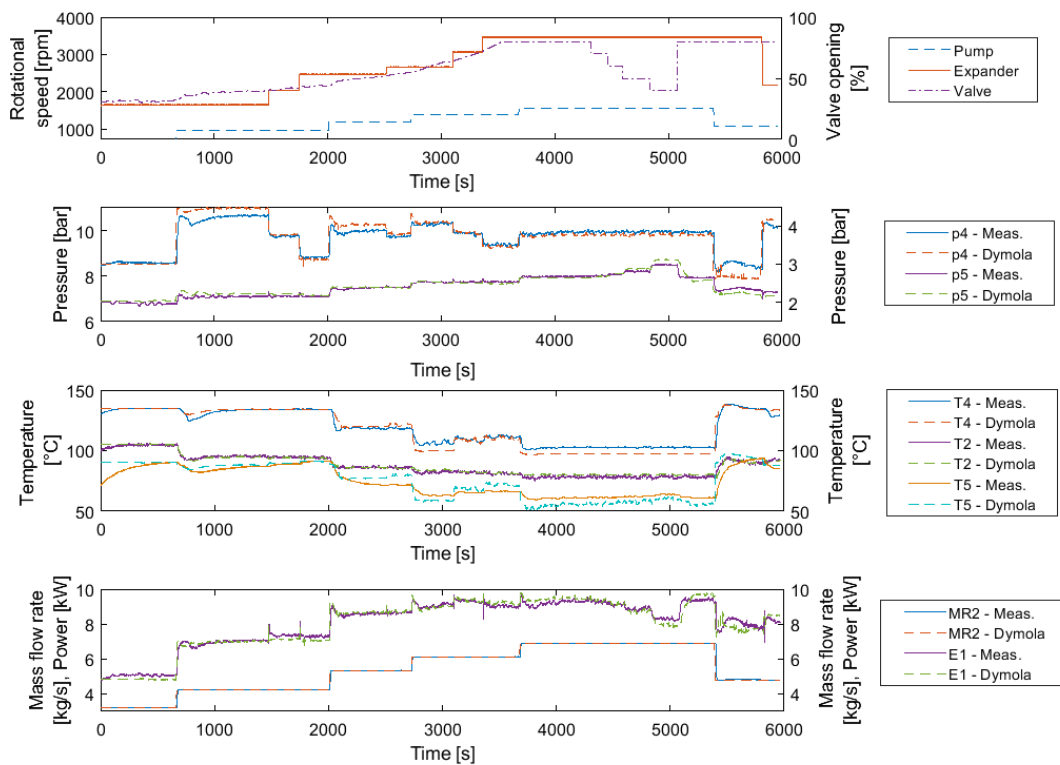 4000
3000
2000
1000
Rotational
speed [rpm]
100
50
0
Valve opening
[%]
0 1000 2000 3000 4000 5000 6000
Time [s]
Pump
Expander
Valve
10
8
6
Pressure [bar]
4
3
2
Pressure [bar]
0 1000 2000 3000 4000 5000 6000
Time [s]
p4 - Meas.
p4 - Dymola
p5 - Meas.
p5 - Dymola
150
100
50
Temperature
[°C]
150
100
50
Temperature
[°C]
0 1000 2000 3000 4000 5000 6000
Time [s]
T4 - Meas.
T4 - Dymola
T2 - Meas.
T2 - Dymola
T5 - Meas.
T5 - Dymola
10
8
6
4
Mass flow rate
[kg/s], Power [kW]
10
8
6
4
Mass flow rate
[kg/s], Power [kW]
0 1000 2000 3000 4000 5000 6000
Time [s]
MR2 - Meas.
MR2 - Dymola
E1 - Meas.
E1 - Dymola